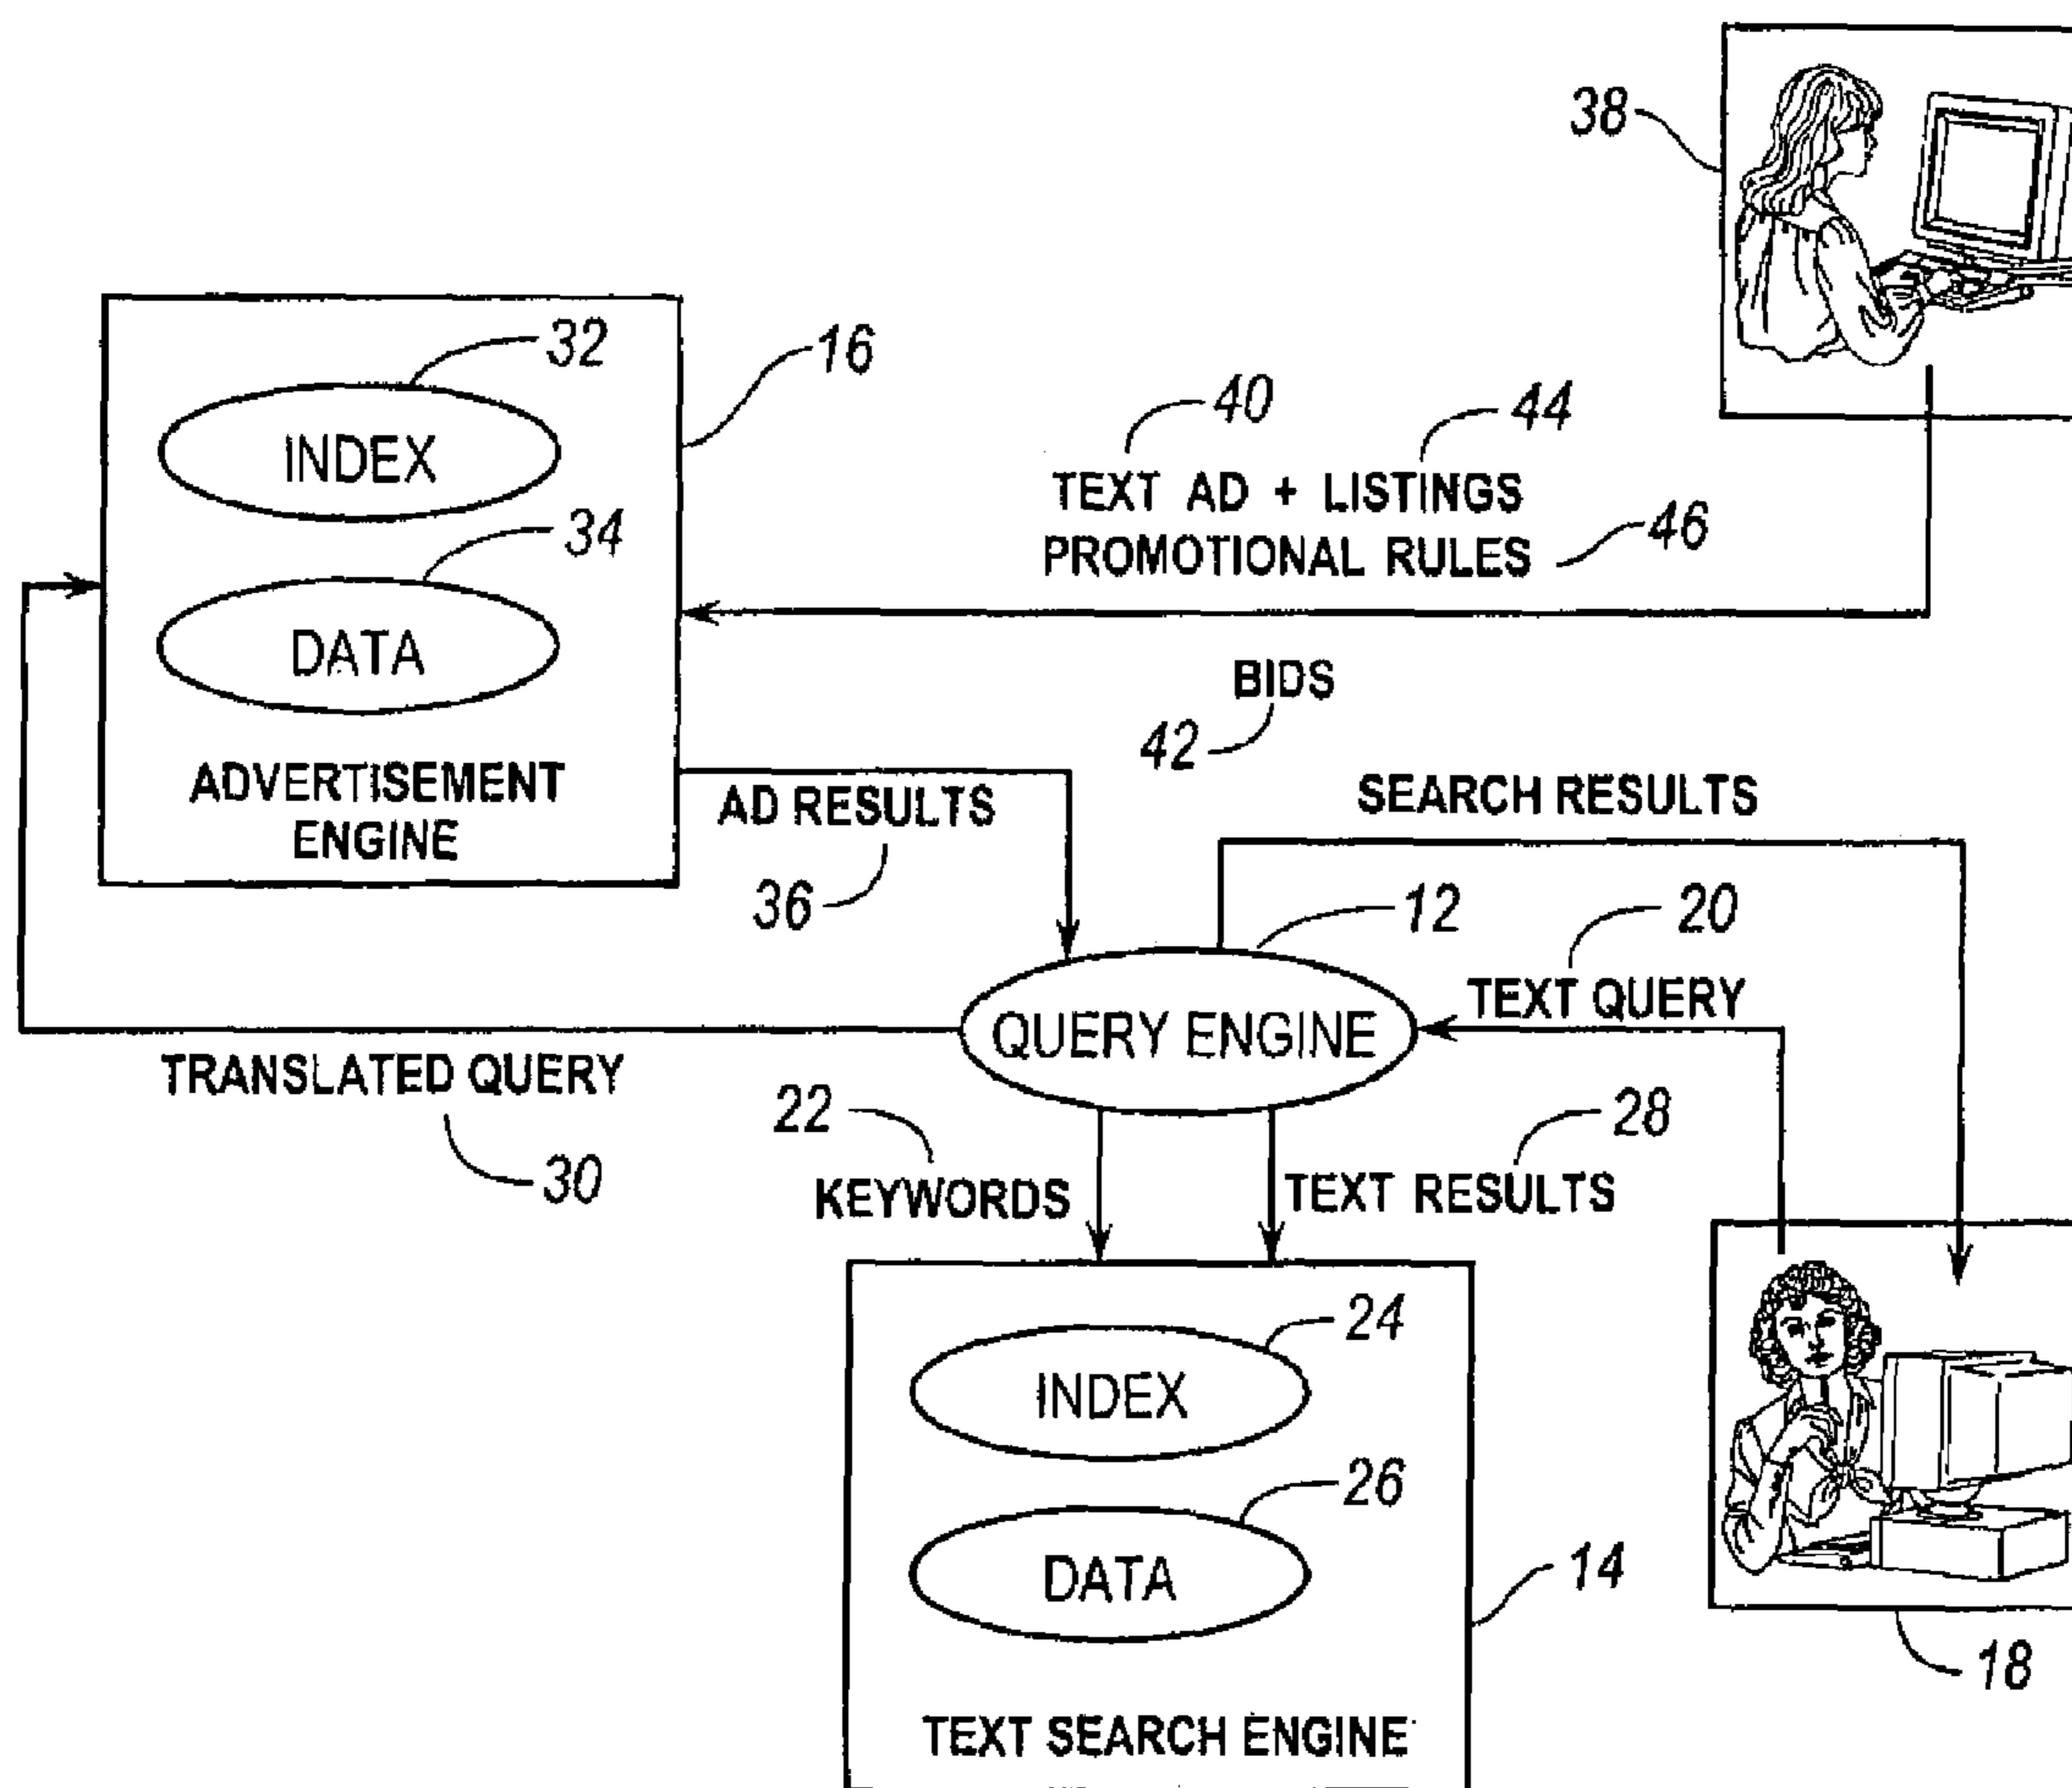 38
32
16
INDEX
40
44
TEXT AD + LISTINGS
34
PROMOTIONAL RULES
46
DATA
BIDS
42
ADVERTISEMENT
ENGINE
AD RESULTS
SEARCH RESULTS
36
12
20
TEXT QUERY
QUERY ENGINE
TRANSLATED QUERY
22
28
30
KEYWORDS
TEXT RESULTS
24
INDEX
26
DATA
14
18
TEXT SEARCH ENGINE